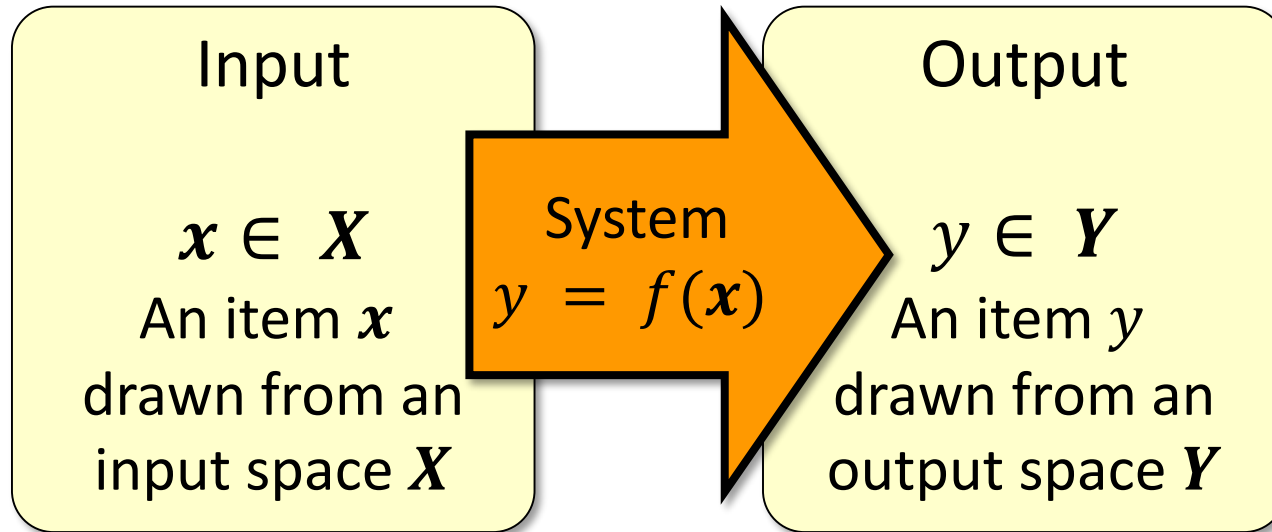 Input
x ∈ X
An item x
drawn from an
input space X
System
y = f(x)
Output
y ∈ Y
An item y
drawn from an
output space Y